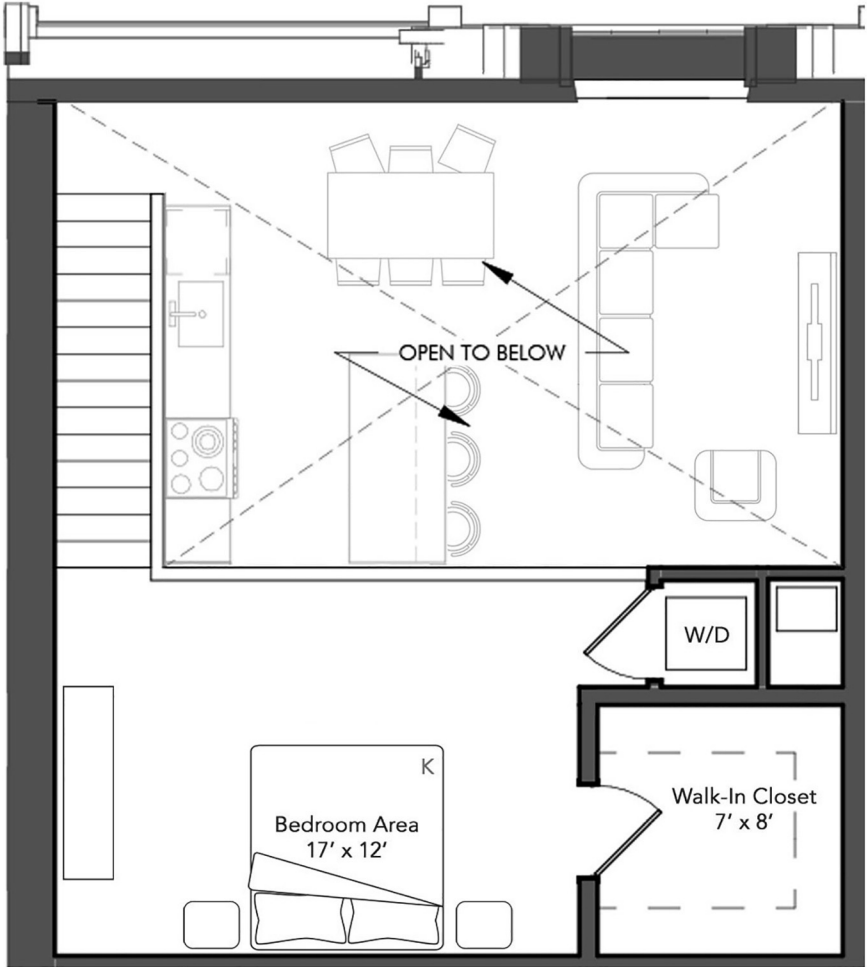 OPEN TO BELOW
W/D
K
Bedroom Area
17’ x 12’
Walk-In Closet
7’ x 8’